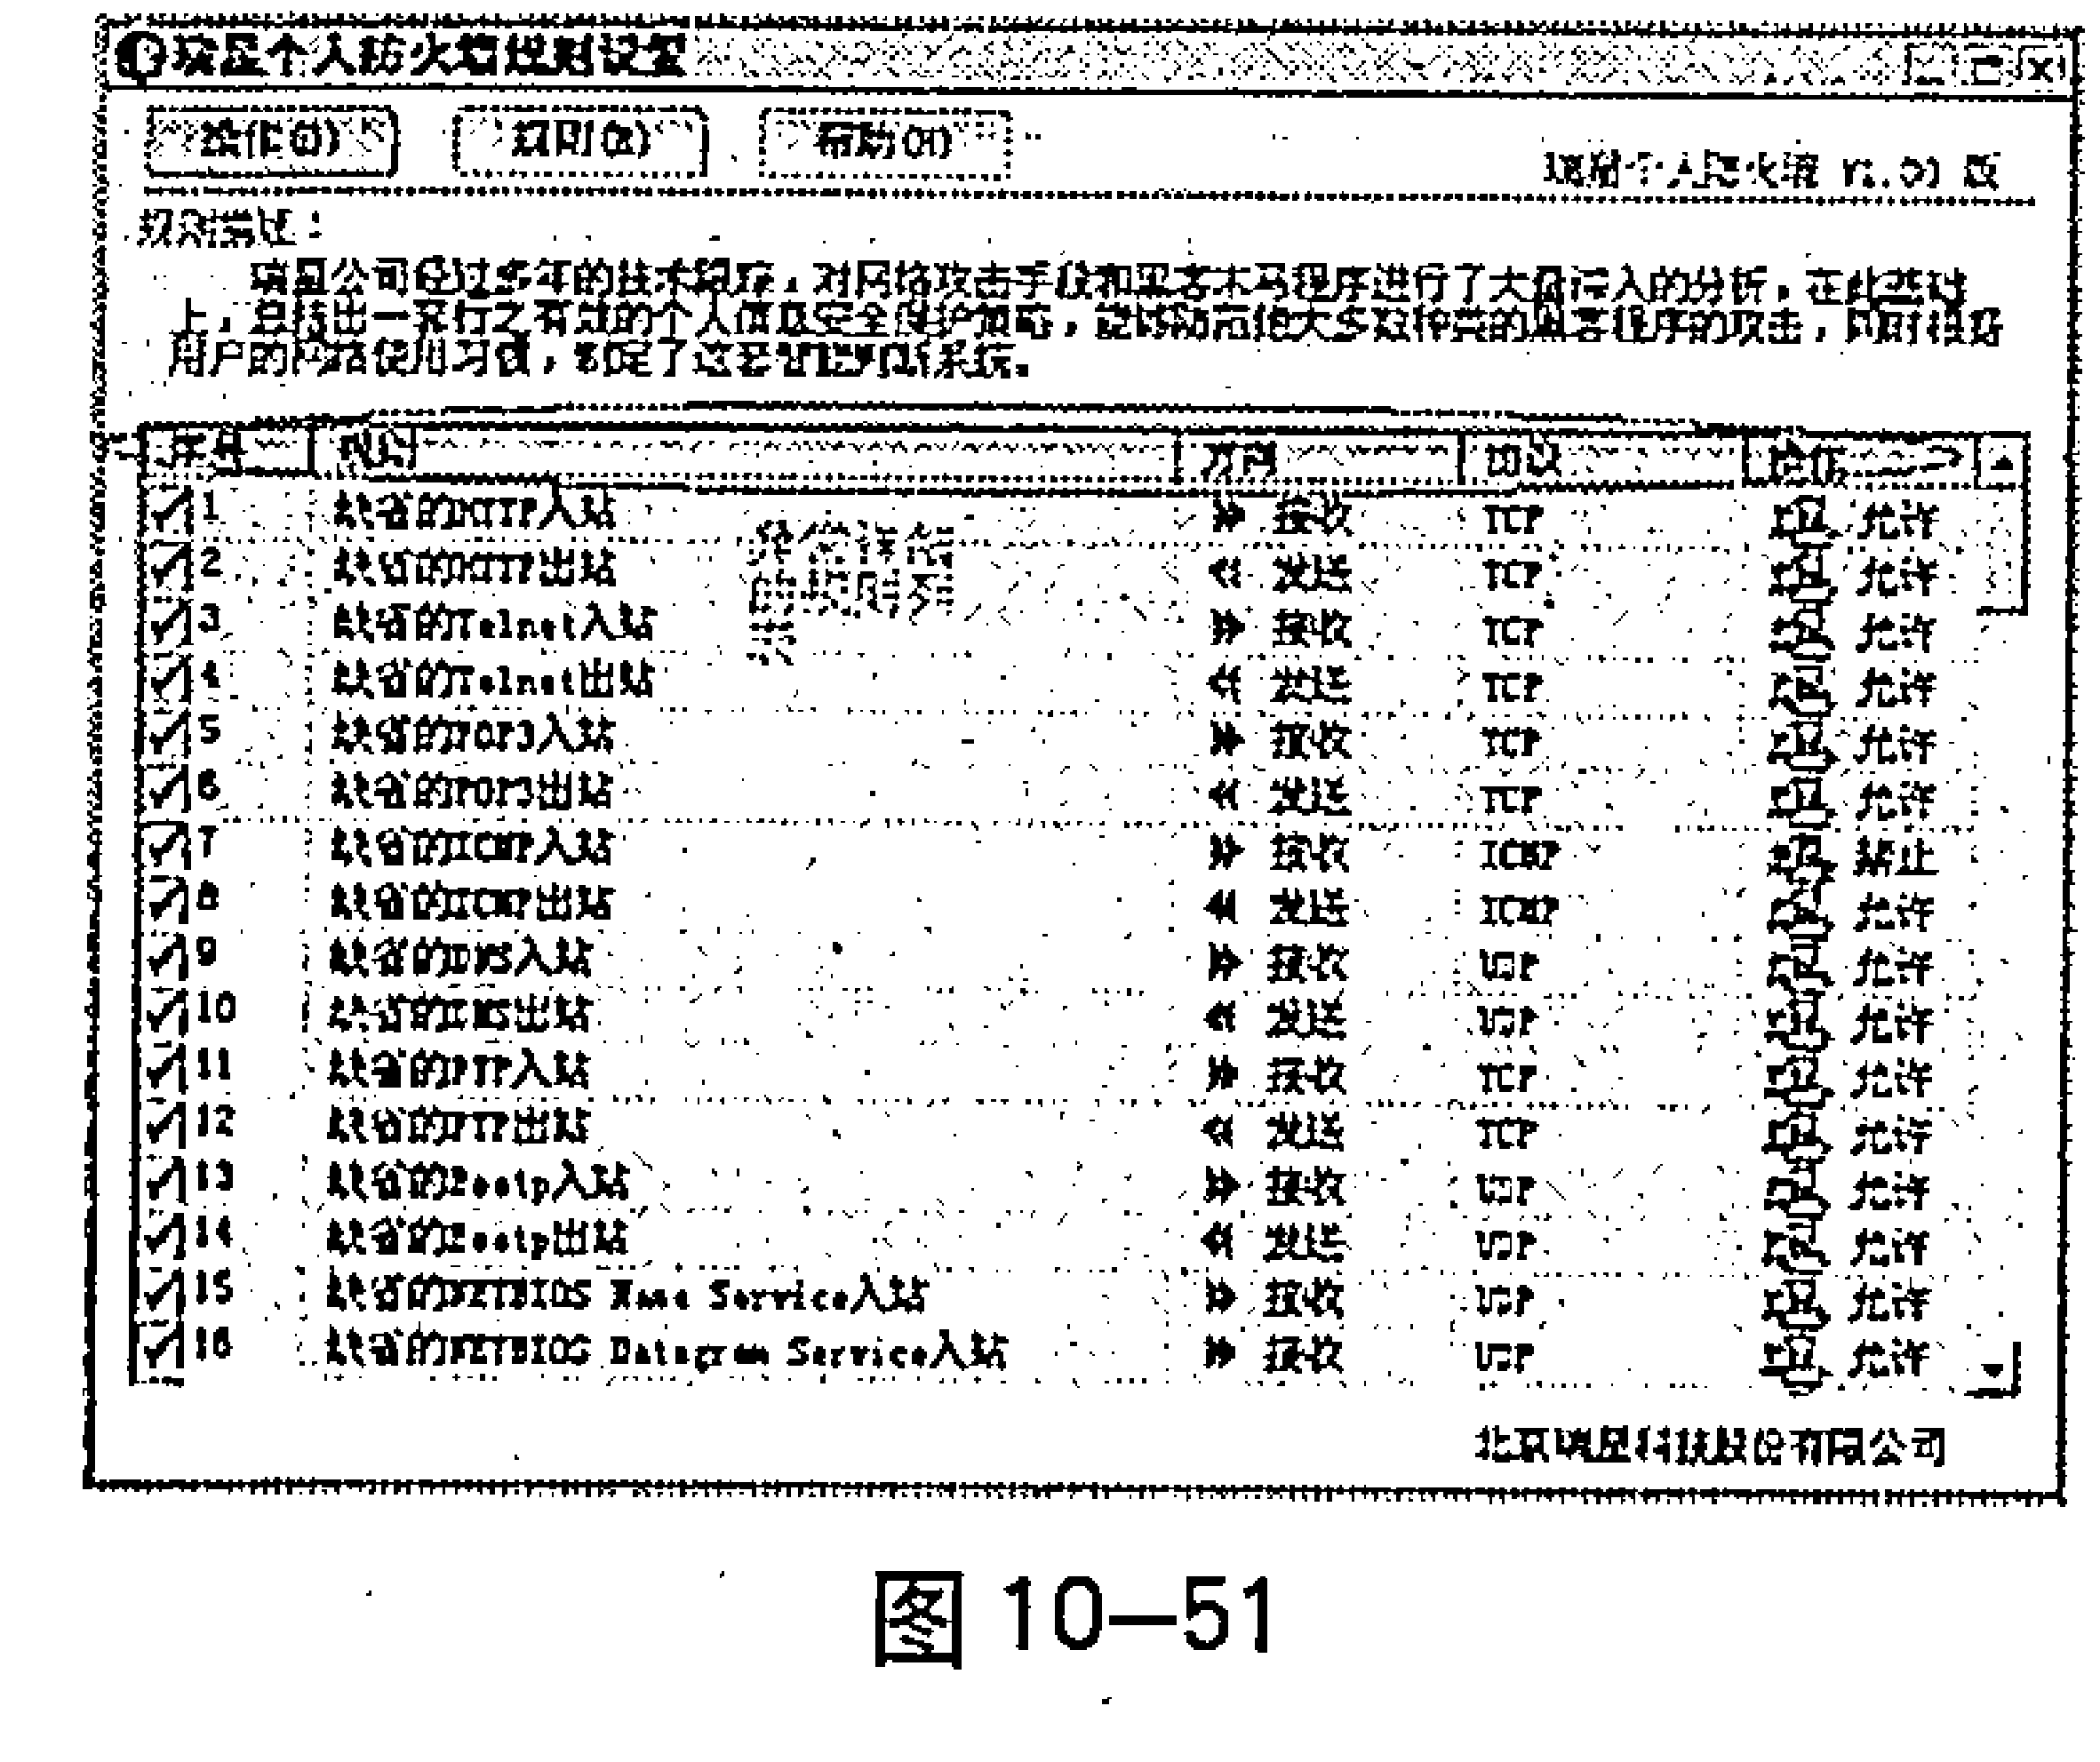 瑞星个人防火墙规则设置
操作(O) 规则(R) 帮助(H)
瑞星个人防火墙 版
规则描述：
瑞星公司经过多年的技术跟踪，对网络攻击手段和黑客木马程序进行了大量深入的分析，在此基础
上，总结出一套行之有效的个人信息安全保护策略，能够防范绝大多数种类的黑客程序的攻击，同时根据
用户的网络使用习惯，制定了这套智能判断系统。
序号 规则 方向 协议 操作
1 缺省的HTTP入站 接收 TCP 允许
2 缺省的HTTP出站 发送 TCP 允许
3 缺省的Telnet入站 接收 TCP 允许
4 缺省的Telnet出站 发送 TCP 允许
5 缺省的POP3入站 接收 TCP 允许
6 缺省的POP3出站 发送 TCP 允许
7 缺省的ICMP入站 接收 ICMP 禁止
8 缺省的ICMP出站 发送 ICMP 允许
9 缺省的DNS入站 接收 UDP 允许
10 缺省的DNS出站 发送 UDP 允许
11 缺省的FTP入站 接收 TCP 允许
12 缺省的FTP出站 发送 TCP 允许
13 缺省的Bootp入站 接收 UDP 允许
14 缺省的Bootp出站 发送 UDP 允许
15 缺省的NETBIOS Name Service入站 接收 UDP 允许
16 缺省的NETBIOS Datagram Service入站 接收 UDP 允许
北京瑞星科技股份有限公司
图 10—51